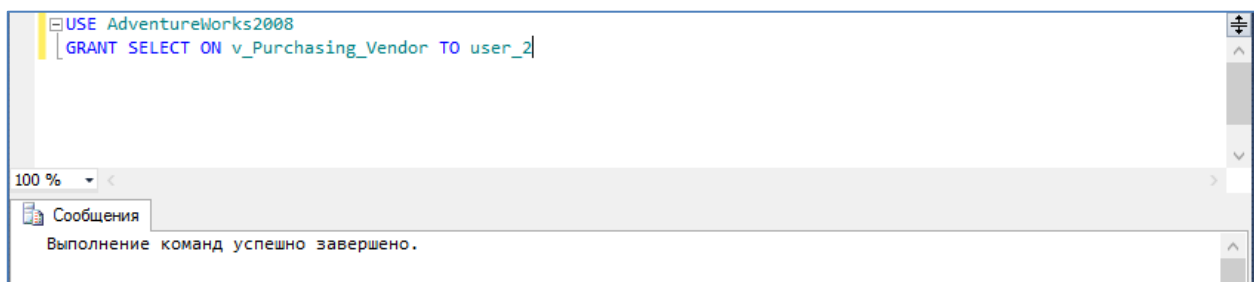 USE AdventureWorks2008
GRANT SELECT ON v_Purchasing_Vendor TO user_2
100 %
Сообщения
Выполнение команд успешно завершено.